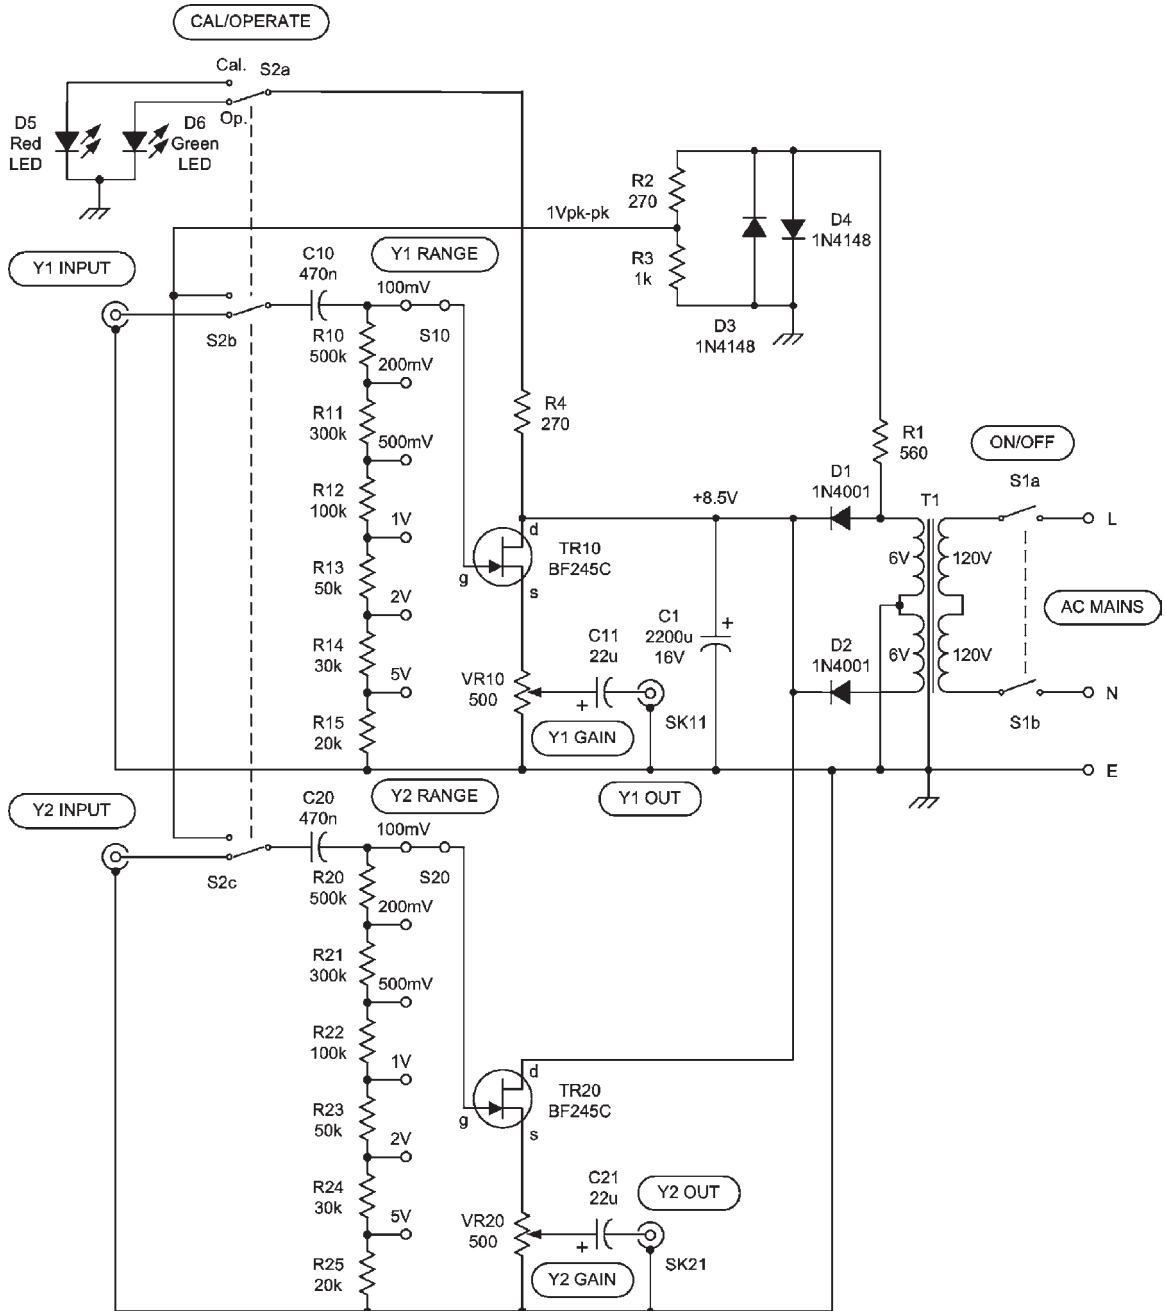 CAL/OPERATE
Cal.
S2a
Op.
D5
Red
LED
D6
Green
LED
R2
270
1Vpk-pk
D4
1N4148
R3
1k
D3
1N4148
Y1 INPUT
C10
470n
Y1 RANGE
100mV
S2b
R10
500k
S10
200mV
R11
300k
500mV
R4
270
R1
560
ON/OFF
D1
1N4001
S1a
R12
100k
+8.5V
T1
1V
d
L
TR10
BF245C
6V
120V
R13
50k
g
s
2V
AC MAINS
R14
30k
C11
22u
C1
2200u
16V
+
D2
1N4001
6V
120V
5V
VR10
500
N
+
SK11
S1b
R15
20k
Y1 GAIN
E
Y2 RANGE
Y1 OUT
Y2 INPUT
C20
470n
100mV
S2c
R20
500k
S20
200mV
R21
300k
500mV
R22
100k
1V
d
TR20
BF245C
R23
50k
g
s
2V
R24
30k
C21
22u
Y2 OUT
5V
VR20
500
+
SK21
R25
20k
Y2 GAIN